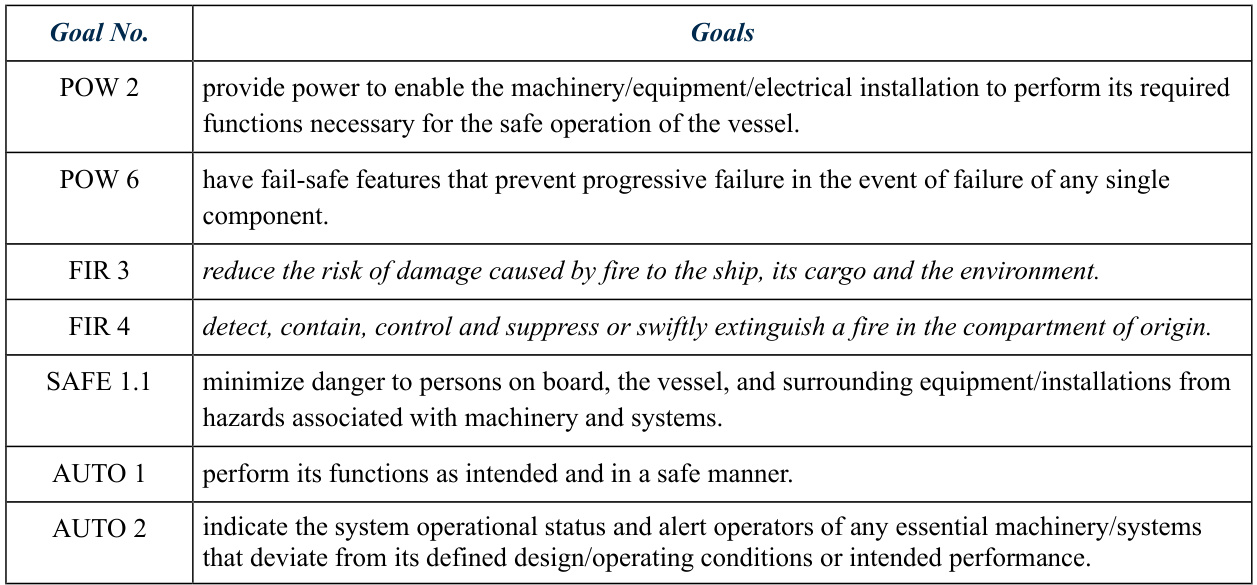 Goal No. Goals
POW 2 provide power to enable the machinery/equipment/electrical installation to perform its required
functions necessary for the safe operation of the vessel.
POW 6 have fail-safe features that prevent progressive failure in the event of failure of any single
component.
FIR 3 reduce the risk of damage caused by fire to the ship, its cargo and the environment.
FIR 4 detect, contain, control and suppress or swiftly extinguish a fire in the compartment of origin.
SAFE 1.1 minimize danger to persons on board, the vessel, and surrounding equipment/installations from
hazards associated with machinery and systems.
AUTO 1 perform its functions as intended and in a safe manner.
AUTO 2 indicate the system operational status and alert operators of any essential machinery/systems
that deviate from its defined design/operating conditions or intended performance.